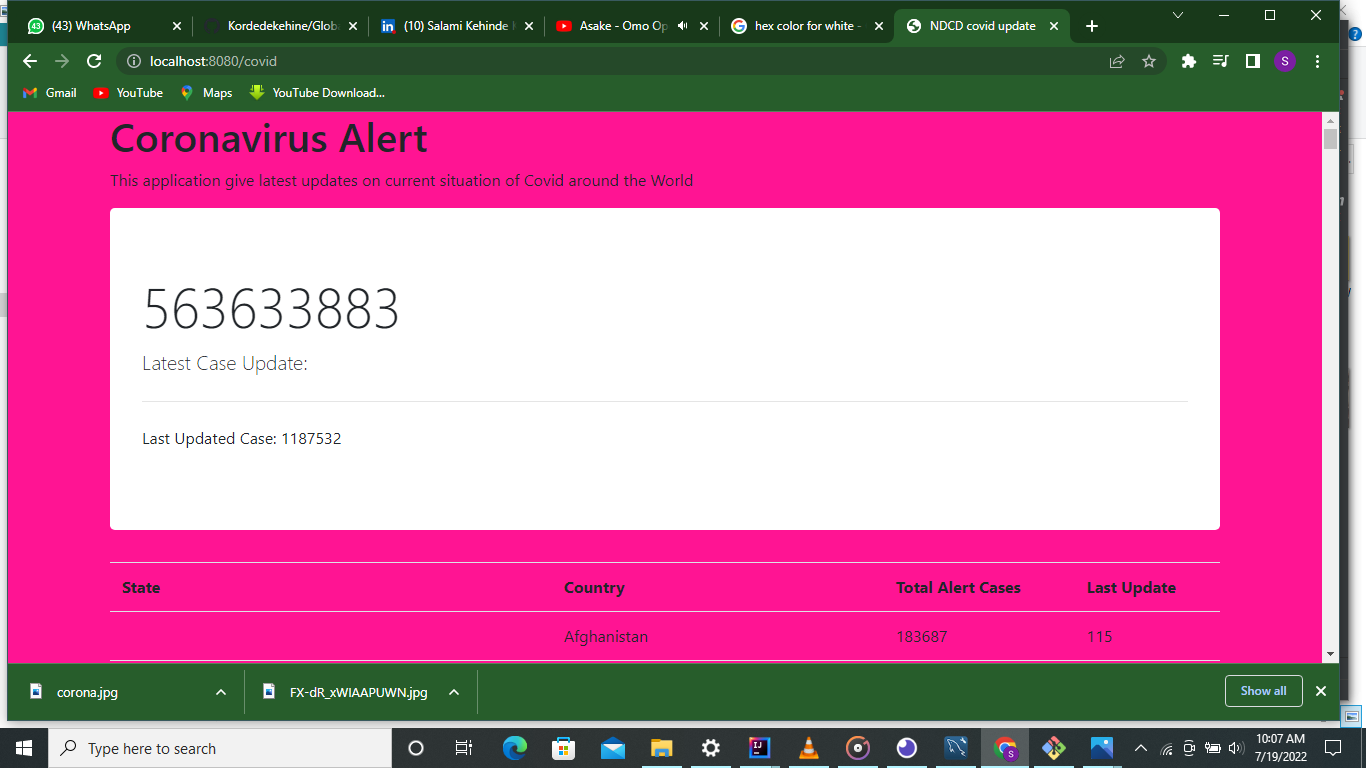 (43) WhatsApp
Kordedekehine/Globa
(10) Salami Kehinde
Asake - Omo Op
hex color for white -
NDCD covid update
localhost:8080/covid
S
Gmail
YouTube
Maps
YouTube Download...
Coronavirus Alert
This application give latest updates on current situation of Covid around the World
563633883
Latest Case Update:
Last Updated Case: 1187532
State Country Total Alert Cases Last Update
Afghanistan 183687 115
corona.jpg
FX-dR_xWIAAPUWN.jpg
Show all
Type here to search
10:07 AM
7/19/2022